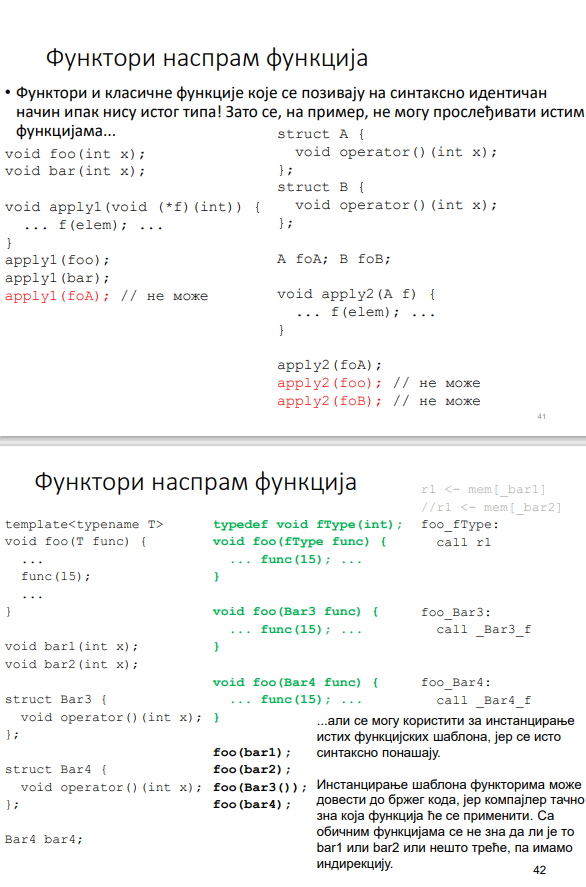 Функтори наспрам функција
• Функтори и класичне функције које се позивају на синтаксно идентичан
начин ипак нису истог типа! Зато се, на пример, не могу прослеђивати истим
функцијама...
void foo(int x);
void bar(int x);

void apply1(void (*f)(int)) {
  ... f(elem); ...
}
apply1(foo);
apply1(bar);
apply1(foA); // не може
struct A {
  void operator()(int x);
};
struct B {
  void operator()(int x);
};

A foA; B foB;

void apply2(A f) {
  ... f(elem); ...
}

apply2(foA);
apply2(foo); // не може
apply2(foB); // не може
41
Функтори наспрам функција
template<typename T>
void foo(T func) {
  ...
  func(15);
  ...
}

void bar1(int x);
void bar2(int x);

struct Bar3 {
  void operator()(int x);
};

struct Bar4 {
  void operator()(int x);
};

Bar4 bar4;
typedef void fType(int);
void foo(fType func) {
  ... func(15); ...
}

void foo(Bar3 func) {
  ... func(15); ...
}

void foo(Bar4 func) {
  ... func(15); ...
}

foo(bar1);
foo(bar2);
foo(Bar3());
foo(bar4);
r1 <- mem[_bar1]
//r1 <- mem[_bar2]
foo_fType:
  call r1

foo_Bar3:
  call _Bar3_f

foo_Bar4:
  call _Bar4_f
...али се могу користити за инстанцирање
истих функцијских шаблона, јер се исто
синтаксно понашају.

Инстанцирање шаблона функторима може
довести до бржег кода, јер компајлер тачно
зна која функција ће се применити. Са
обичним функцијама се не зна да ли је то
bar1 или bar2 или нешто треће, па имамо
индирекцију.
42